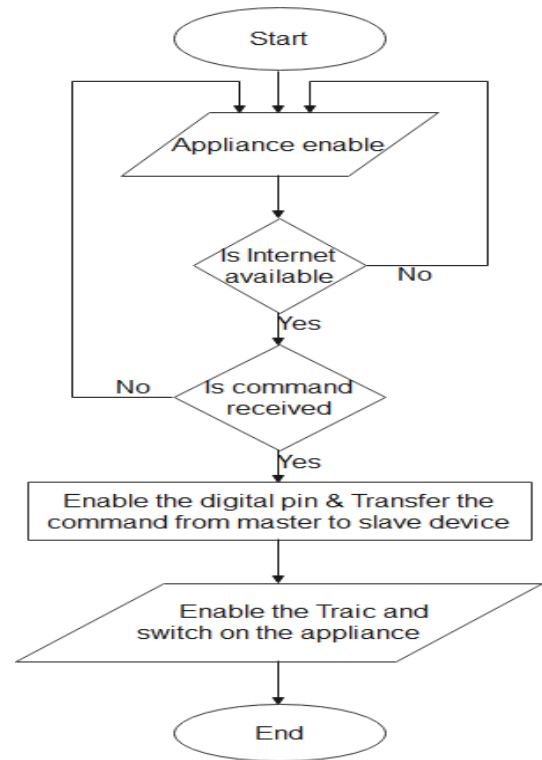 Start
Appliance enable
Is Internet
available
No
Yes
Is command
received
No
Yes
Enable the digital pin & Transfer the
command from master to slave device
Enable the Traic and
switch on the appliance
End